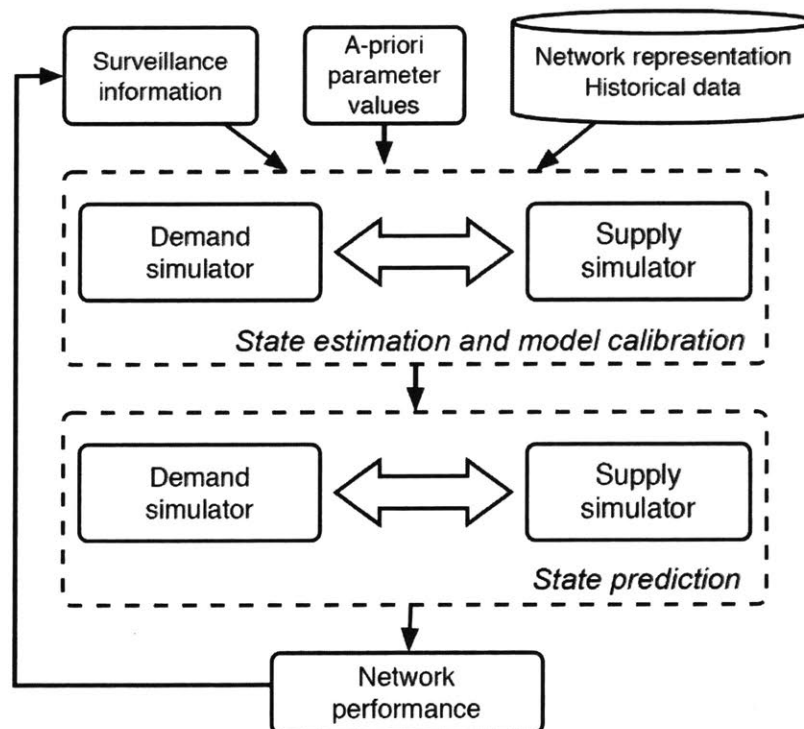 Surveillance
information
A-priori
parameter
values
Network representation
Historical data
Demand
simulator
Supply
simulator
State estimation and model calibration
Demand
simulator
Supply
simulator
State prediction
Network
performance